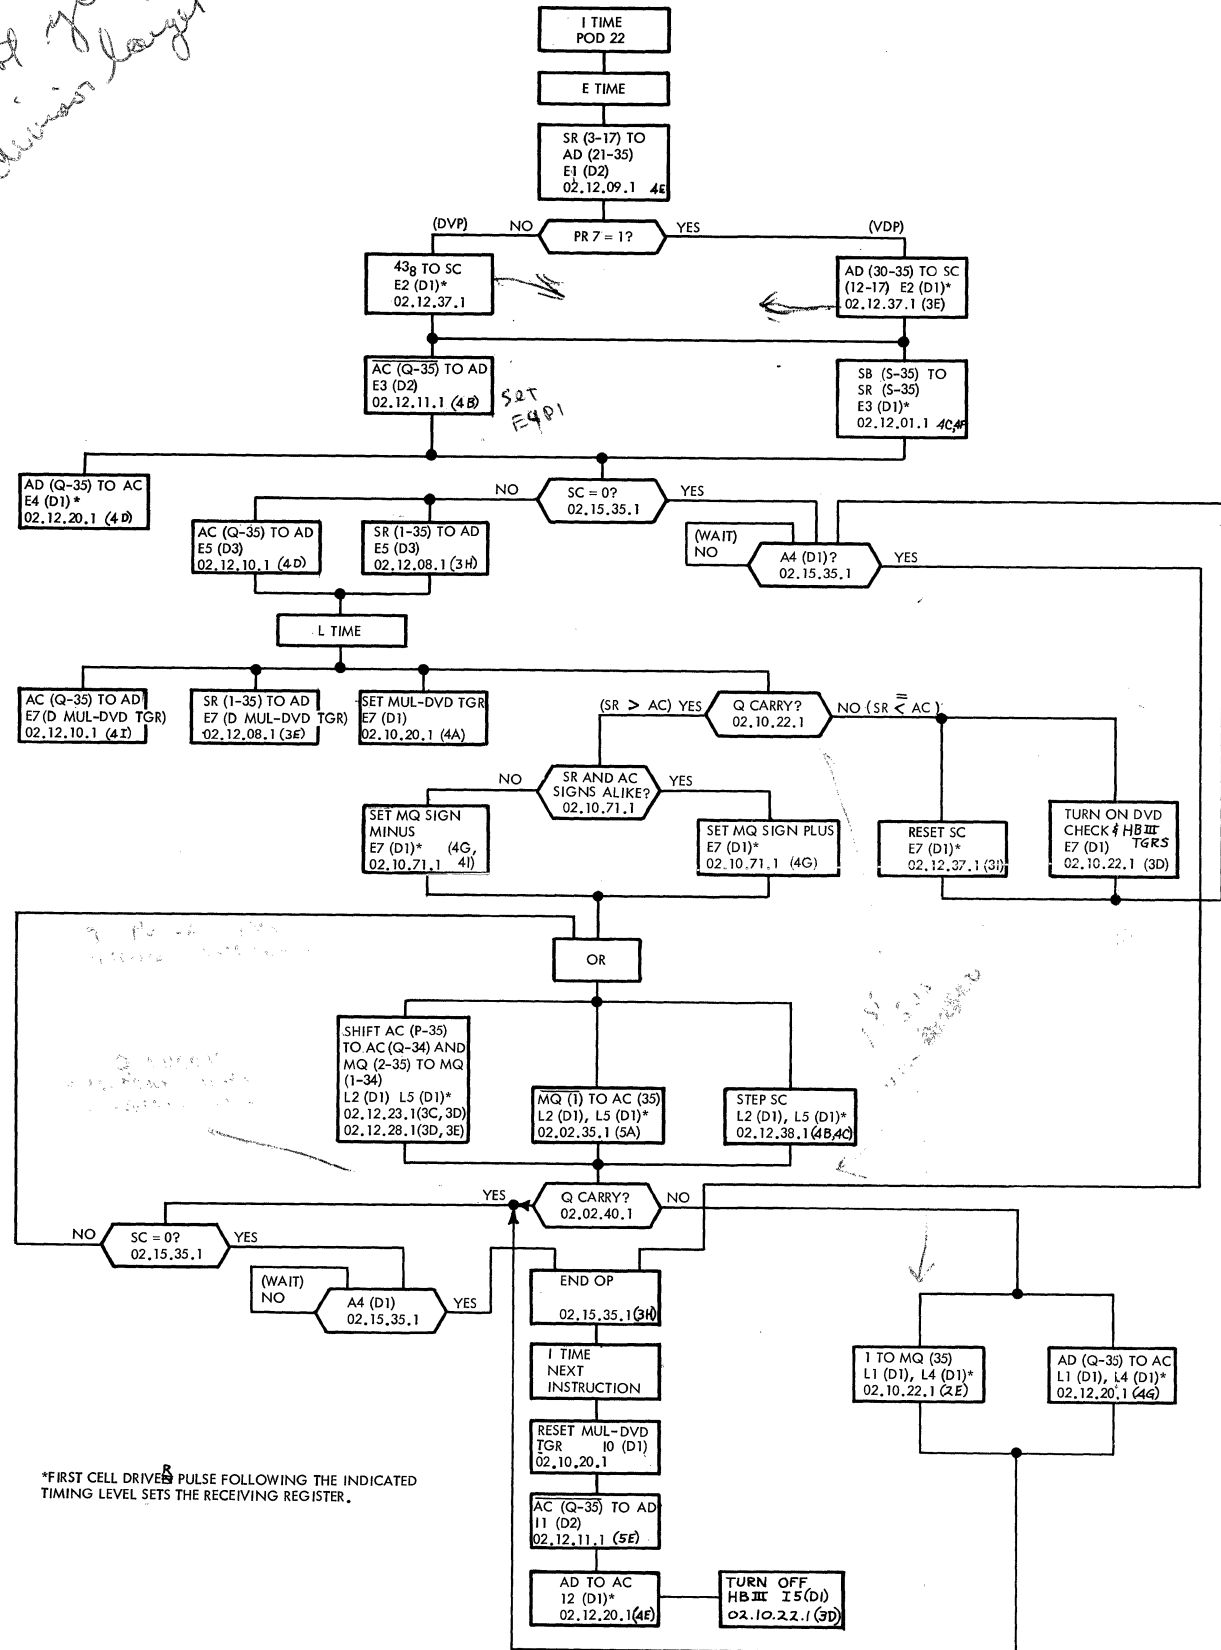 divisor larger
I TIME
POD 22
E TIME
SR (3-17) TO
AD (21-35)
E1 (D2)
02.12.09.1 4E
(DVP)
NO
PR 7 = 1?
YES
(VDP)
43₈ TO SC
E2 (D1)*
02.12.37.1
AD (30-35) TO SC
(12-17) E2 (D1)*
02.12.37.1 (3E)
A̅C̅ (Q-35) TO AD
E3 (D2)
02.12.11.1 (4B)
Set
E9P1
SB (S-35) TO
SR (S-35)
E3 (D1)*
02.12.01.1 4C,4F
AD (Q-35) TO AC
E4 (D1)*
02.12.20.1 (4D)
NO
SC = 0?
02.15.35.1
YES
AC (Q-35) TO AD
E5 (D3)
02.12.10.1 (4D)
SR (1-35) TO AD
E5 (D3)
02.12.08.1 (3H)
(WAIT)
NO
A4 (D1)?
02.15.35.1
YES
L TIME
AC (Q-35) TO AD
E7 (D MUL-DVD TGR)
02.12.10.1 (4I)
SR (1-35) TO AD
E7 (D MUL-DVD TGR)
02.12.08.1 (3E)
SET MUL-DVD TGR
E7 (D1)
02.10.20.1 (4A)
(SR > AC) YES
Q CARRY?
02.10.22.1
NO (SR ≤ AC)
NO
SR AND AC
SIGNS ALIKE?
02.10.71.1
YES
SET MQ SIGN
MINUS
E7 (D1)* (4G,
02.10.71.1 4I)
SET MQ SIGN PLUS
E7 (D1)*
02.10.71.1 (4G)
RESET SC
E7 (D1)*
02.12.37.1 (3I)
TURN ON DVD
CHECK & HB III
TGRS
E7 (D1)
02.10.22.1 (3D)
OR
SHIFT AC (P-35)
TO AC (Q-34) AND
MQ (2-35) TO MQ
(1-34)
L2 (D1) L5 (D1)*
02.12.23.1(3C, 3D)
02.12.28.1(3D, 3E)
M̅Q̅ (1) TO AC (35)
L2 (D1), L5 (D1)*
02.02.35.1 (5A)
STEP SC
L2 (D1), L5 (D1)*
02.12.38.1 (4B,4C)
YES
Q CARRY?
02.02.40.1
NO
NO
SC = 0?
02.15.35.1
YES
(WAIT)
NO
A4 (D1)
02.15.35.1
YES
END OP
02.15.35.1(3H)
I TIME
NEXT
INSTRUCTION
1 TO MQ (35)
L1 (D1), L4 (D1)*
02.10.22.1 (2E)
AD (Q-35) TO AC
L1 (D1), L4 (D1)*
02.12.20.1 (4G)
RESET MUL-DVD
TGR I0 (D1)
02.10.20.1
A̅C̅ (Q-35) TO AD
I1 (D2)
02.12.11.1 (5E)
AD TO AC
12 (D1)*
02.12.20.1(4E)
TURN OFF
HB III I5(D1)
02.10.22.1(3D)
*FIRST CELL DRIVER PULSE FOLLOWING THE INDICATED
TIMING LEVEL SETS THE RECEIVING REGISTER.